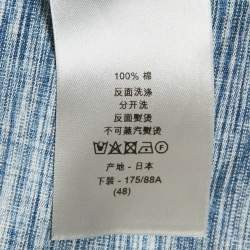 100% 棉
反面洗涤
分开洗
反面熨烫
不可蒸汽熨烫
产地 - 日本
下装 - 175/88A
(48)